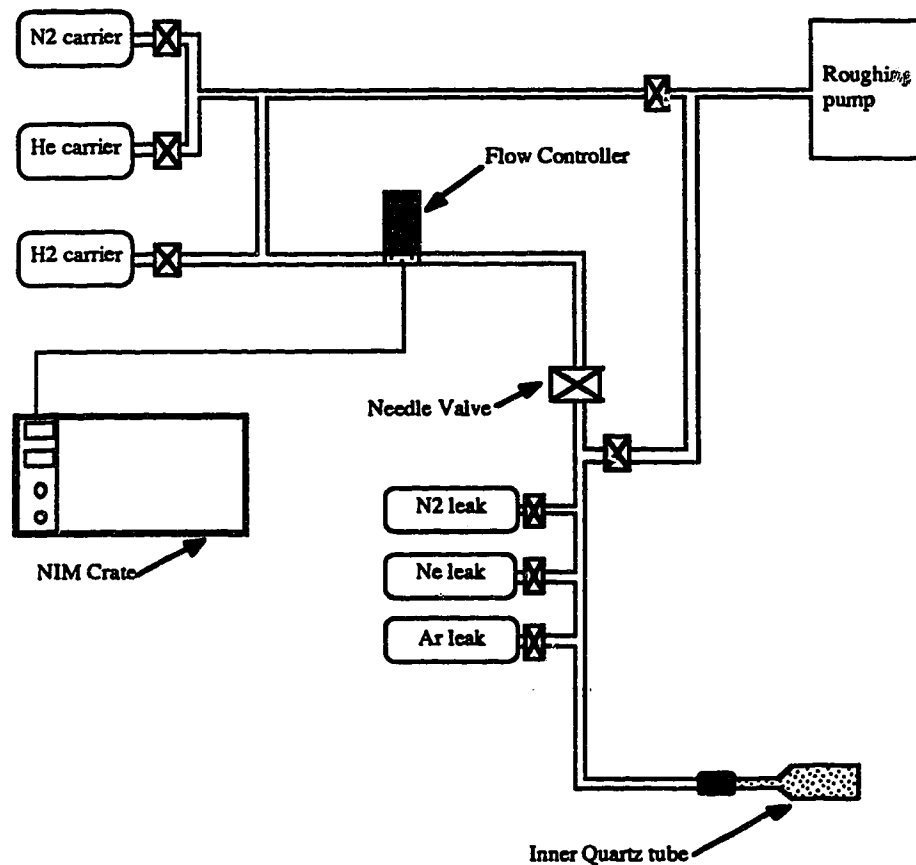 N2 carrier
Roughing
pump
He carrier
Flow Controller
H2 carrier
Needle Valve
N2 leak
Ne leak
NIM Crate
Ar leak
Inner Quartz tube